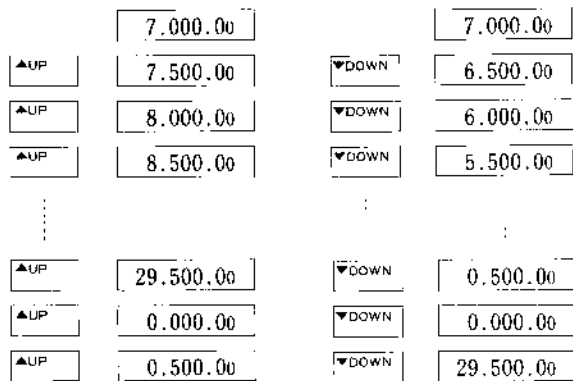 7.000.00 7.000.00
▲UP 7.500.00 ▼DOWN 6.500.00
▲UP 8.000.00 ▼DOWN 6.000.00
▲UP 8.500.00 ▼DOWN 5.500.00
▲UP 29.500.00 ▼DOWN 0.500.00
▲UP 0.000.00 ▼DOWN 0.000.00
▲UP 0.500.00 ▼DOWN 29.500.00